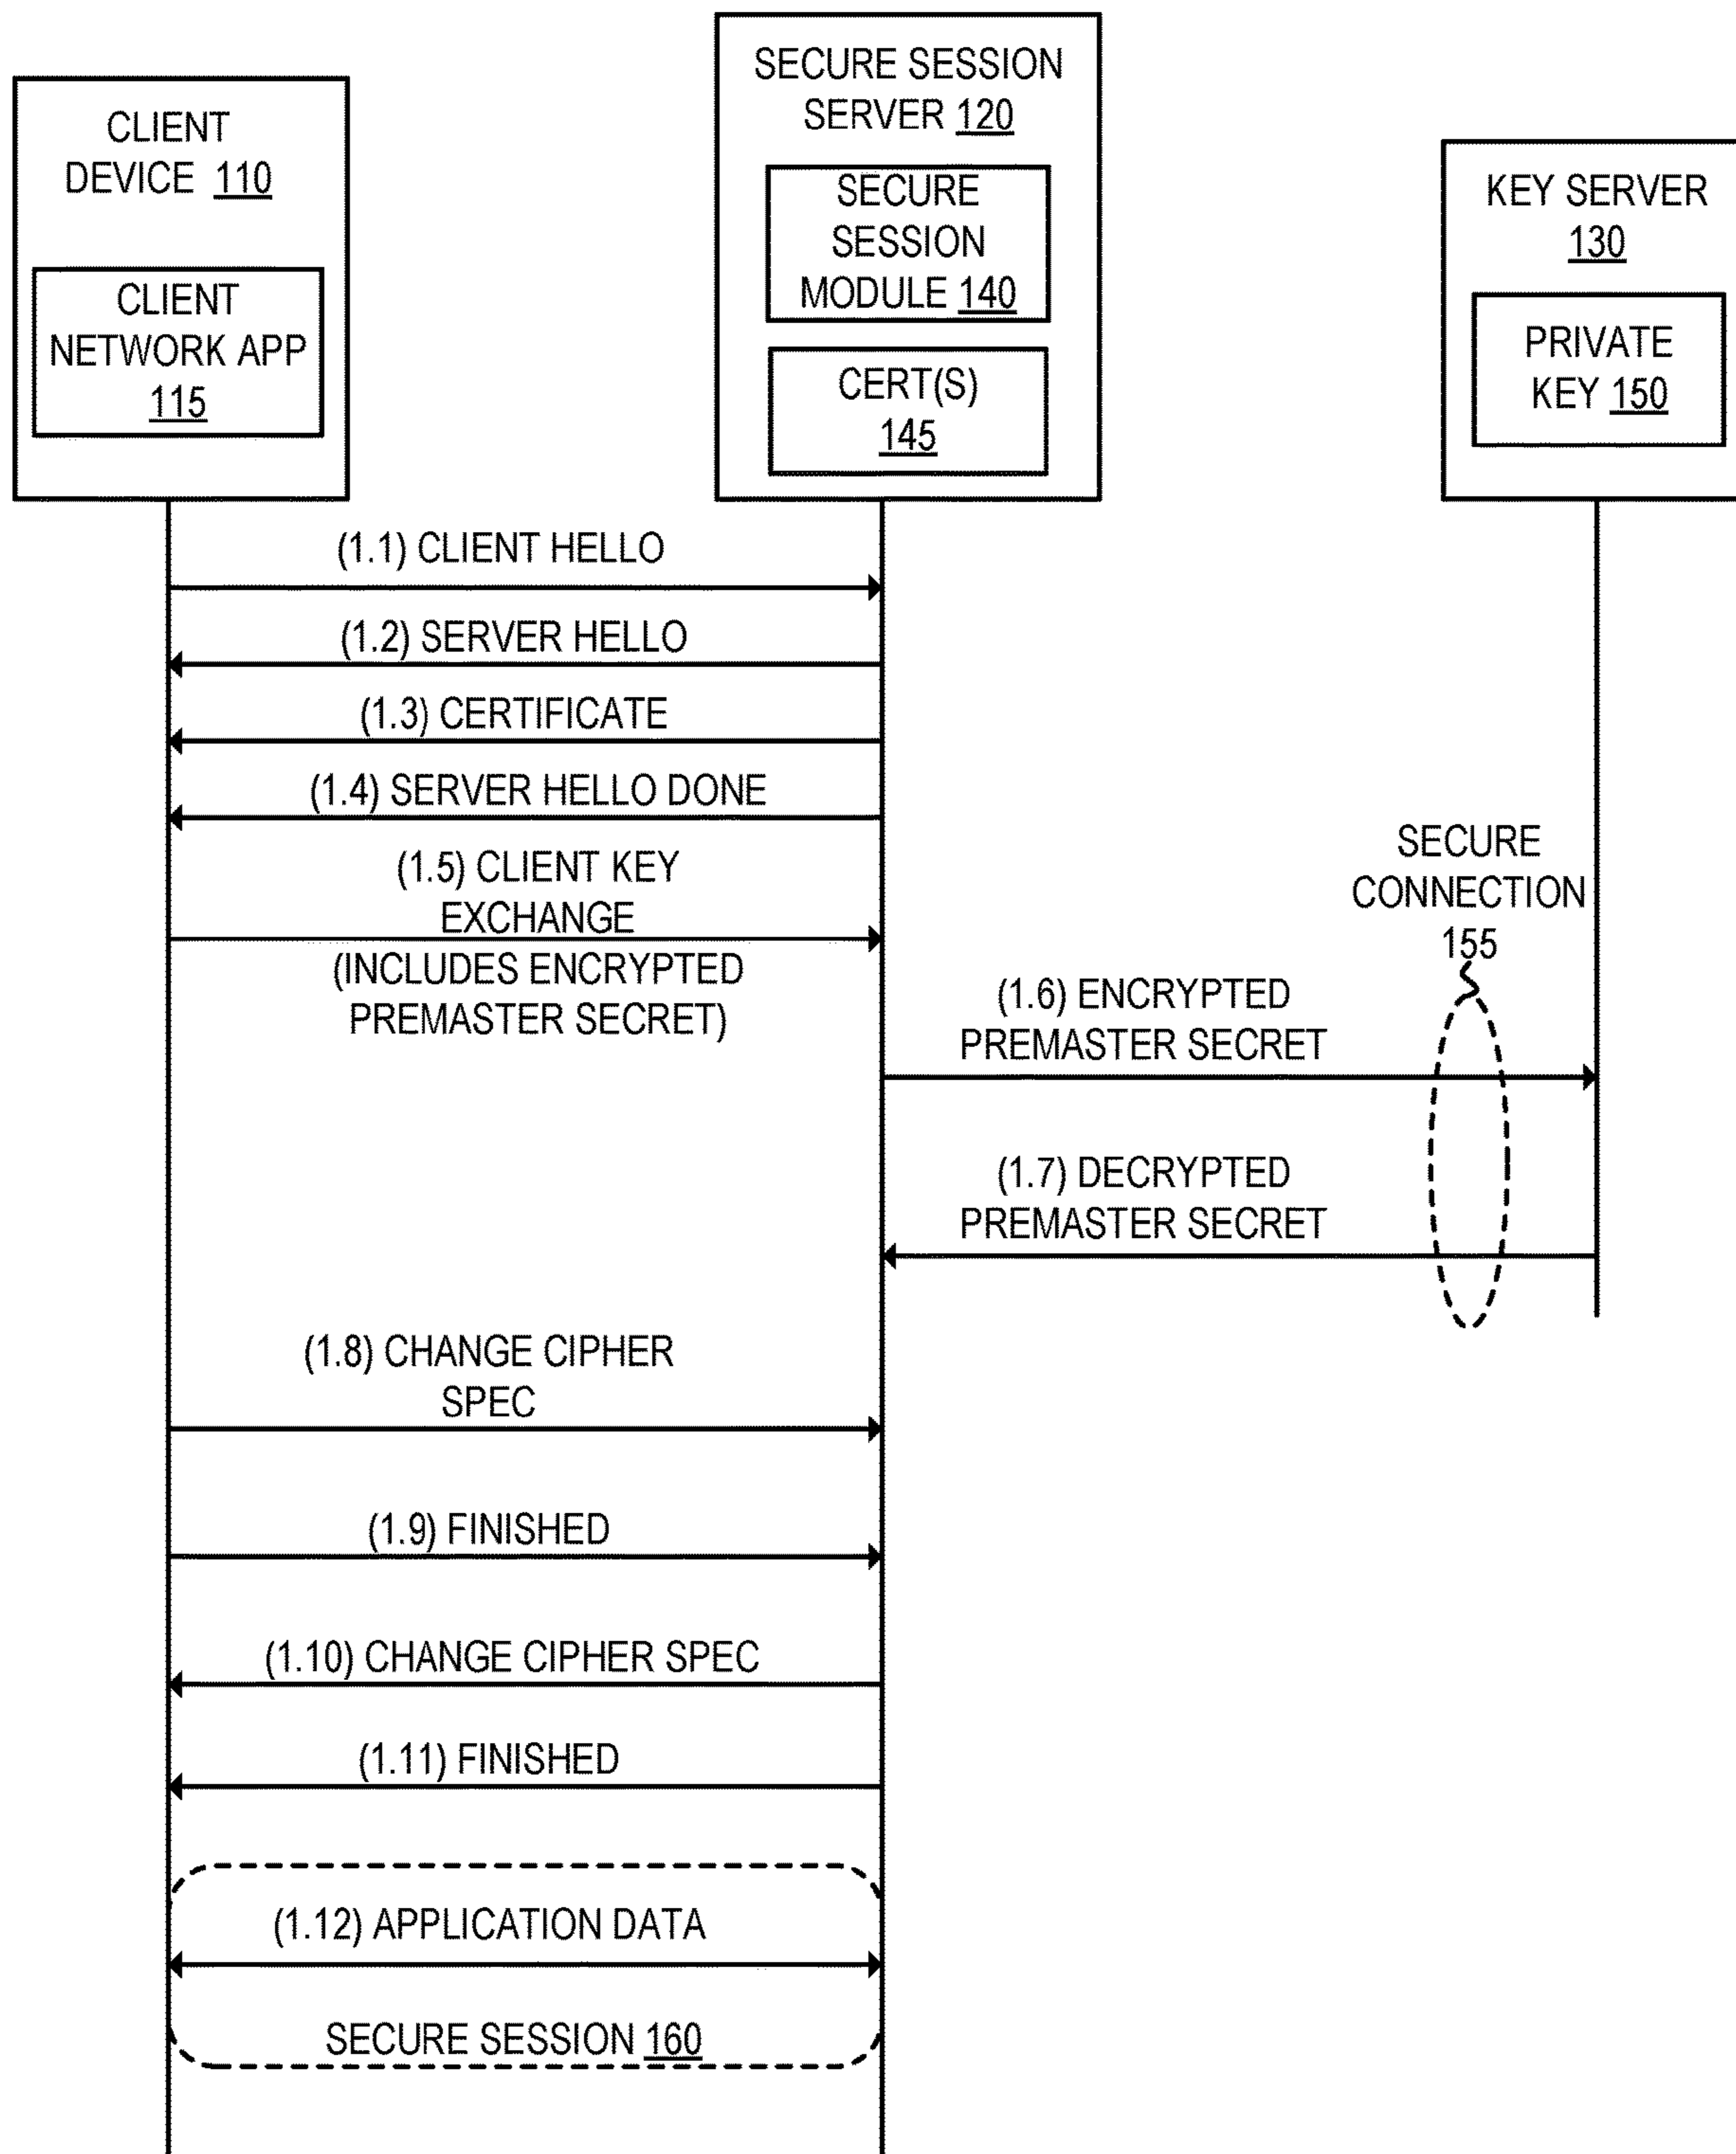 CLIENT
DEVICE 110
CLIENT
NETWORK APP
115
SECURE SESSION
SERVER 120
SECURE
SESSION
MODULE 140
CERT(S)
145
KEY SERVER
130
PRIVATE
KEY 150
(1.1) CLIENT HELLO
(1.2) SERVER HELLO
(1.3) CERTIFICATE
(1.4) SERVER HELLO DONE
(1.5) CLIENT KEY
EXCHANGE
(INCLUDES ENCRYPTED
PREMASTER SECRET)
SECURE
CONNECTION
155
(1.6) ENCRYPTED
PREMASTER SECRET
(1.7) DECRYPTED
PREMASTER SECRET
(1.8) CHANGE CIPHER
SPEC
(1.9) FINISHED
(1.10) CHANGE CIPHER SPEC
(1.11) FINISHED
(1.12) APPLICATION DATA
SECURE SESSION 160